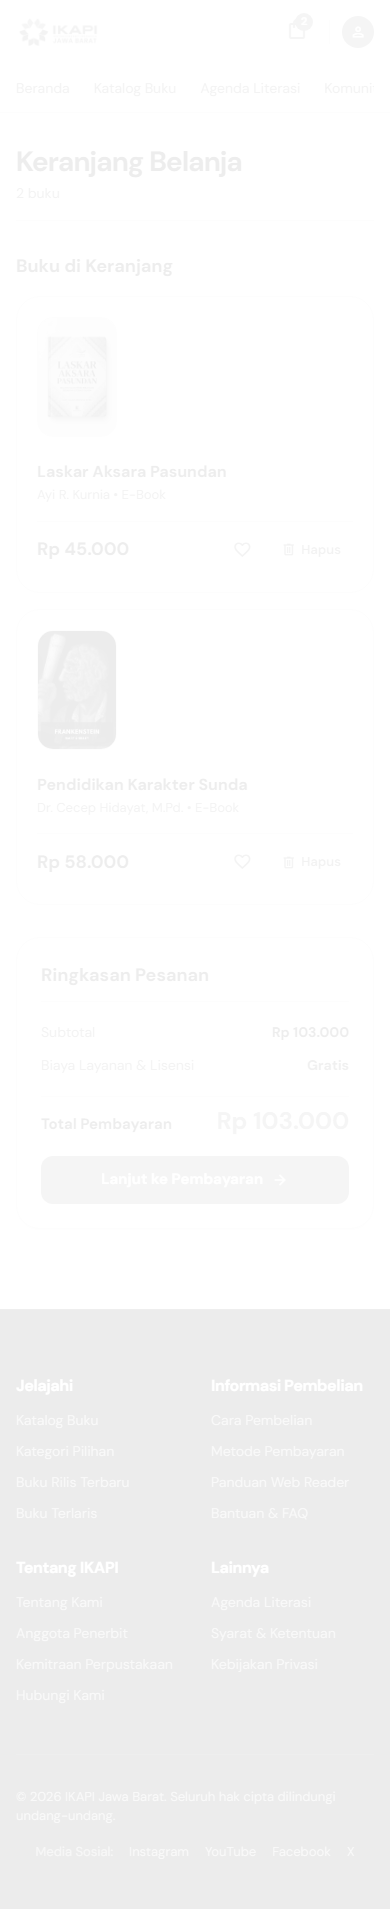 IKAPI
JAWA BARAT
2
Beranda Katalog Buku Agenda Literasi Komuni
Keranjang Belanja
2 buku
Buku di Keranjang
LASKAR
AKSARA
PASUNDAN
Laskar Aksara Pasundan
Ayi R. Kurnia • E-Book
Rp 45.000 Hapus
FRANKENSTEIN
Pendidikan Karakter Sunda
Dr. Cecep Hidayat, M.Pd. • E-Book
Rp 58.000 Hapus
Ringkasan Pesanan
Subtotal Rp 103.000
Biaya Layanan & Lisensi Gratis
Total Pembayaran Rp 103.000
Lanjut ke Pembayaran →
Jelajahi
Katalog Buku
Kategori Pilihan
Buku Rilis Terbaru
Buku Terlaris
Informasi Pembelian
Cara Pembelian
Metode Pembayaran
Panduan Web Reader
Bantuan & FAQ
Tentang IKAPI
Tentang Kami
Anggota Penerbit
Kemitraan Perpustakaan
Hubungi Kami
Lainnya
Agenda Literasi
Syarat & Ketentuan
Kebijakan Privasi
© 2026 IKAPI Jawa Barat. Seluruh hak cipta dilindungi
undang-undang.
Media Sosial: Instagram YouTube Facebook X